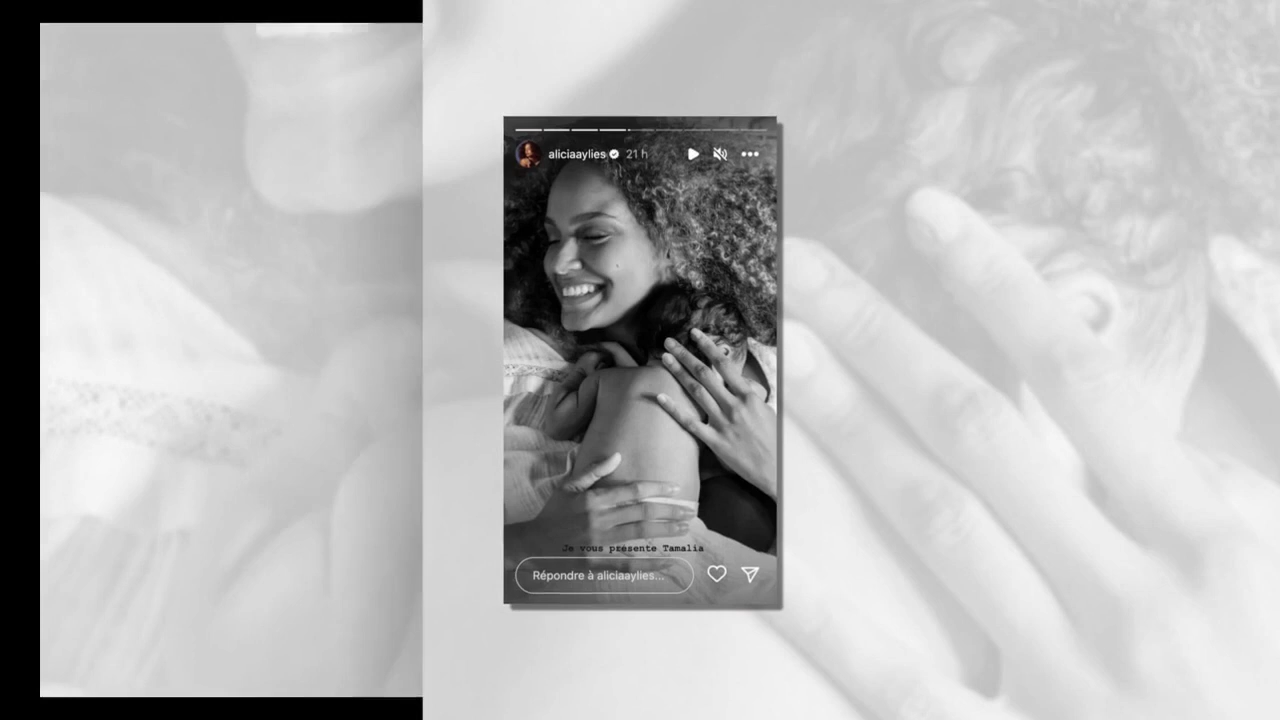 aliciaaylies 21 h
Je vous présente Tamalia
Répondre à aliciaaylies...